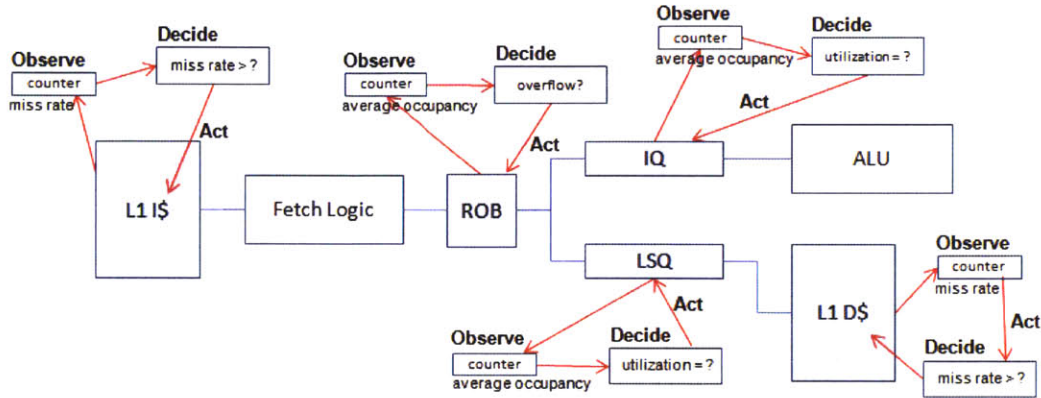 Observe
counter
miss rate
Decide
miss rate > ?
Act
L1 I$
Fetch Logic
Observe
counter
average occupancy
Decide
overflow?
Act
ROB
Observe
counter
average occupancy
Decide
utilization = ?
Act
IQ
ALU
LSQ
Observe
counter
average occupancy
Decide
utilization = ?
Act
L1 D$
Observe
counter
miss rate
Act
Decide
miss rate > ?